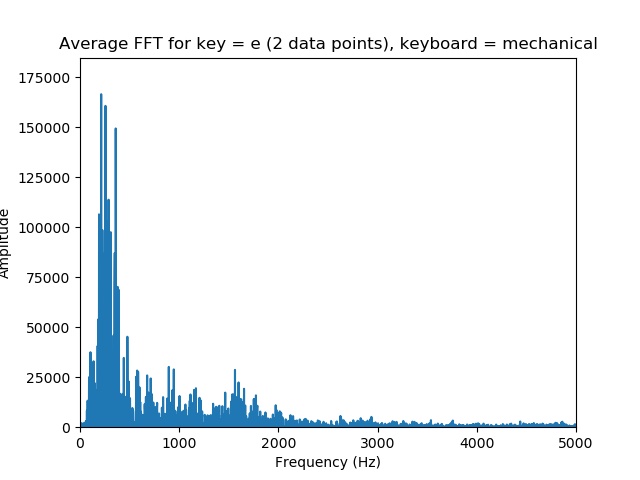 Average FFT for key = e (2 data points), keyboard = mechanical
175000
150000
125000
100000
75000
50000
25000
0
Amplitude
0 1000 2000 3000 4000 5000
Frequency (Hz)